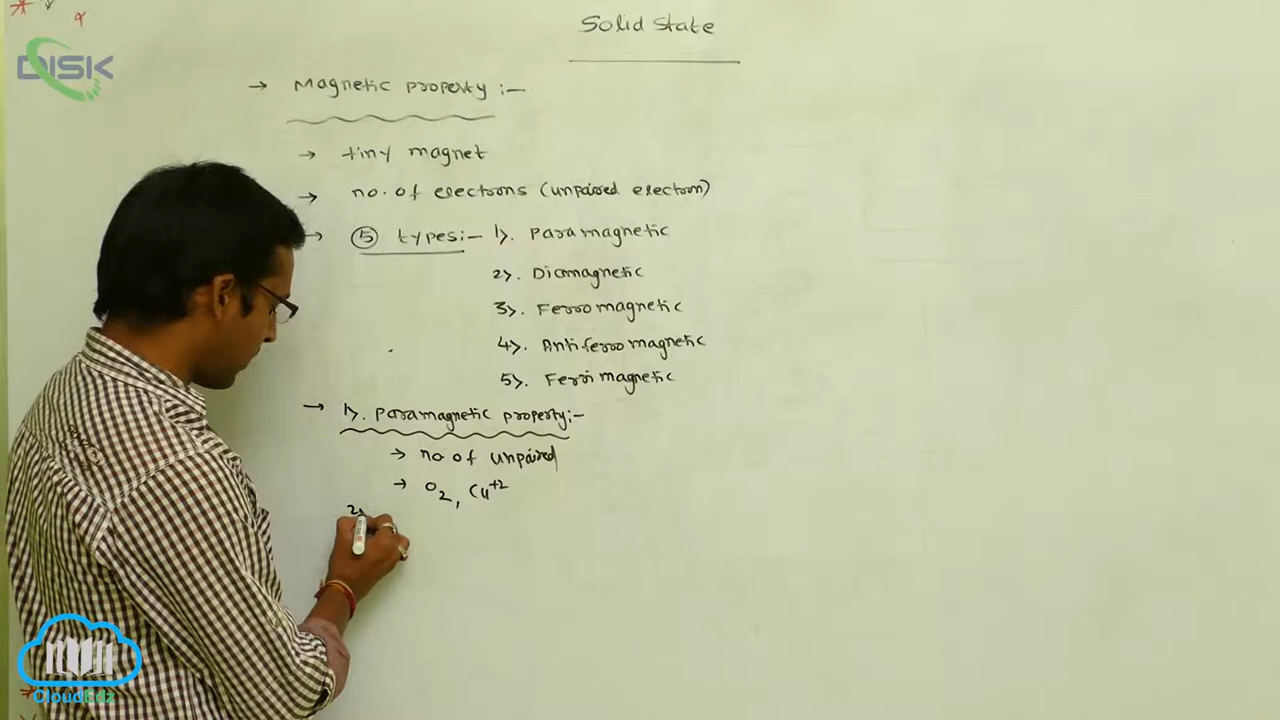 Solid State
DISK
→ Magnetic property :-
→ tiny magnet
→ no. of electrons (unpaired electron)
→ ⑤ types:- 1>. Paramagnetic
2>. Diamagnetic
3>. Ferromagnetic
4>. Antiferromagnetic
5>. Ferrimagnetic
→ 1>. Paramagnetic property:-
→ no of unpaired
→ O2, Cu+2
2>
CloudEdz